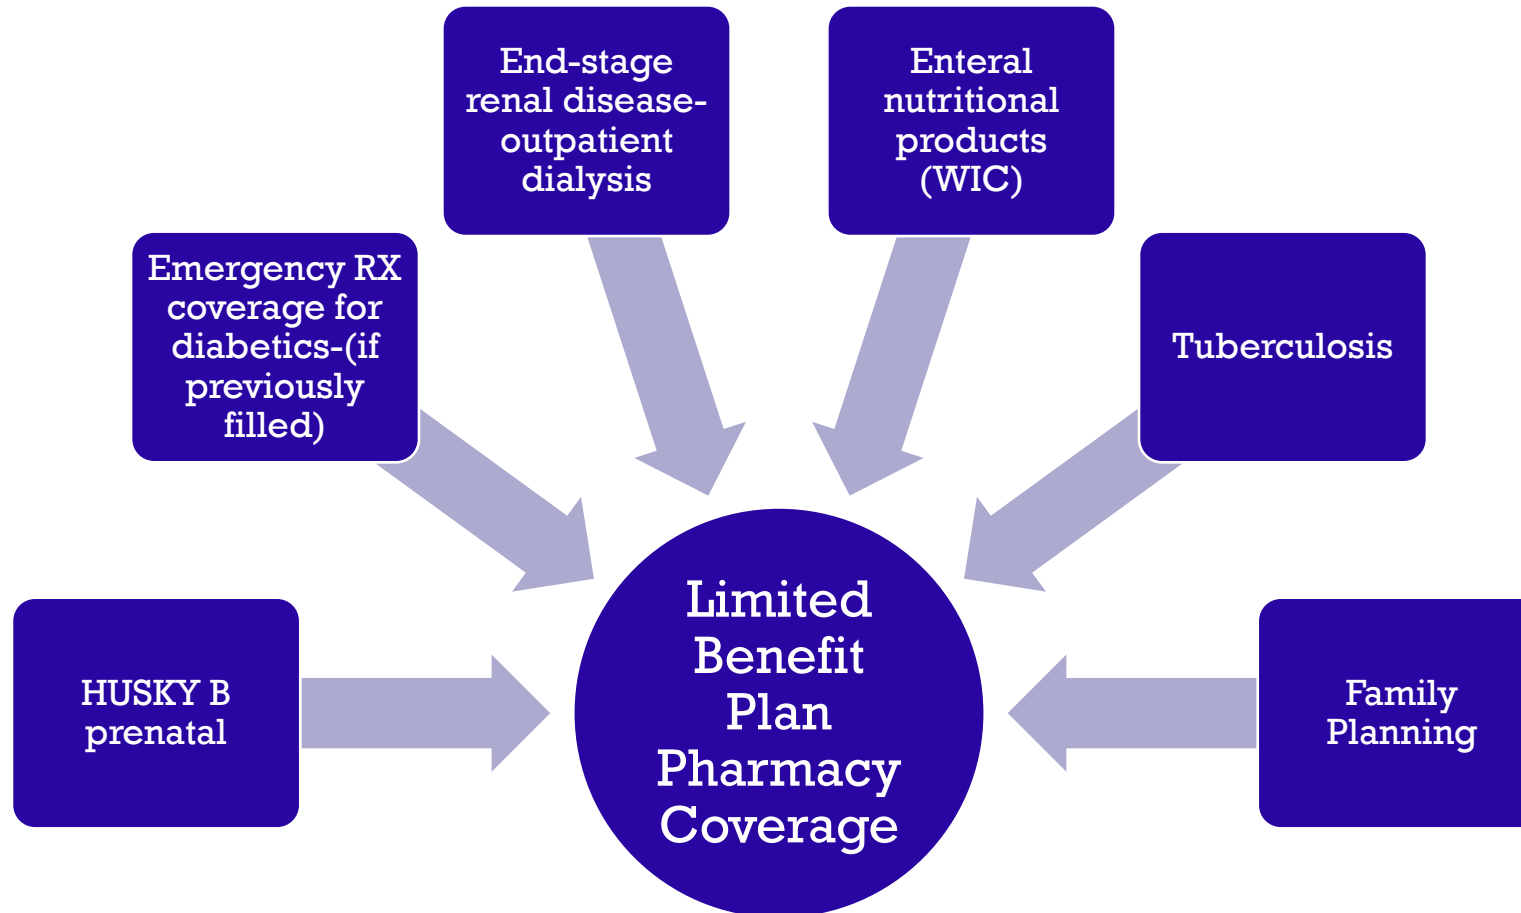 End-stage
renal disease-
outpatient
dialysis
Enteral
nutritional
products
(WIC)
Emergency RX
coverage for
diabetics-(if
previously
filled)
Tuberculosis
HUSKY B
prenatal
Limited
Benefit
Plan
Pharmacy
Coverage
Family
Planning